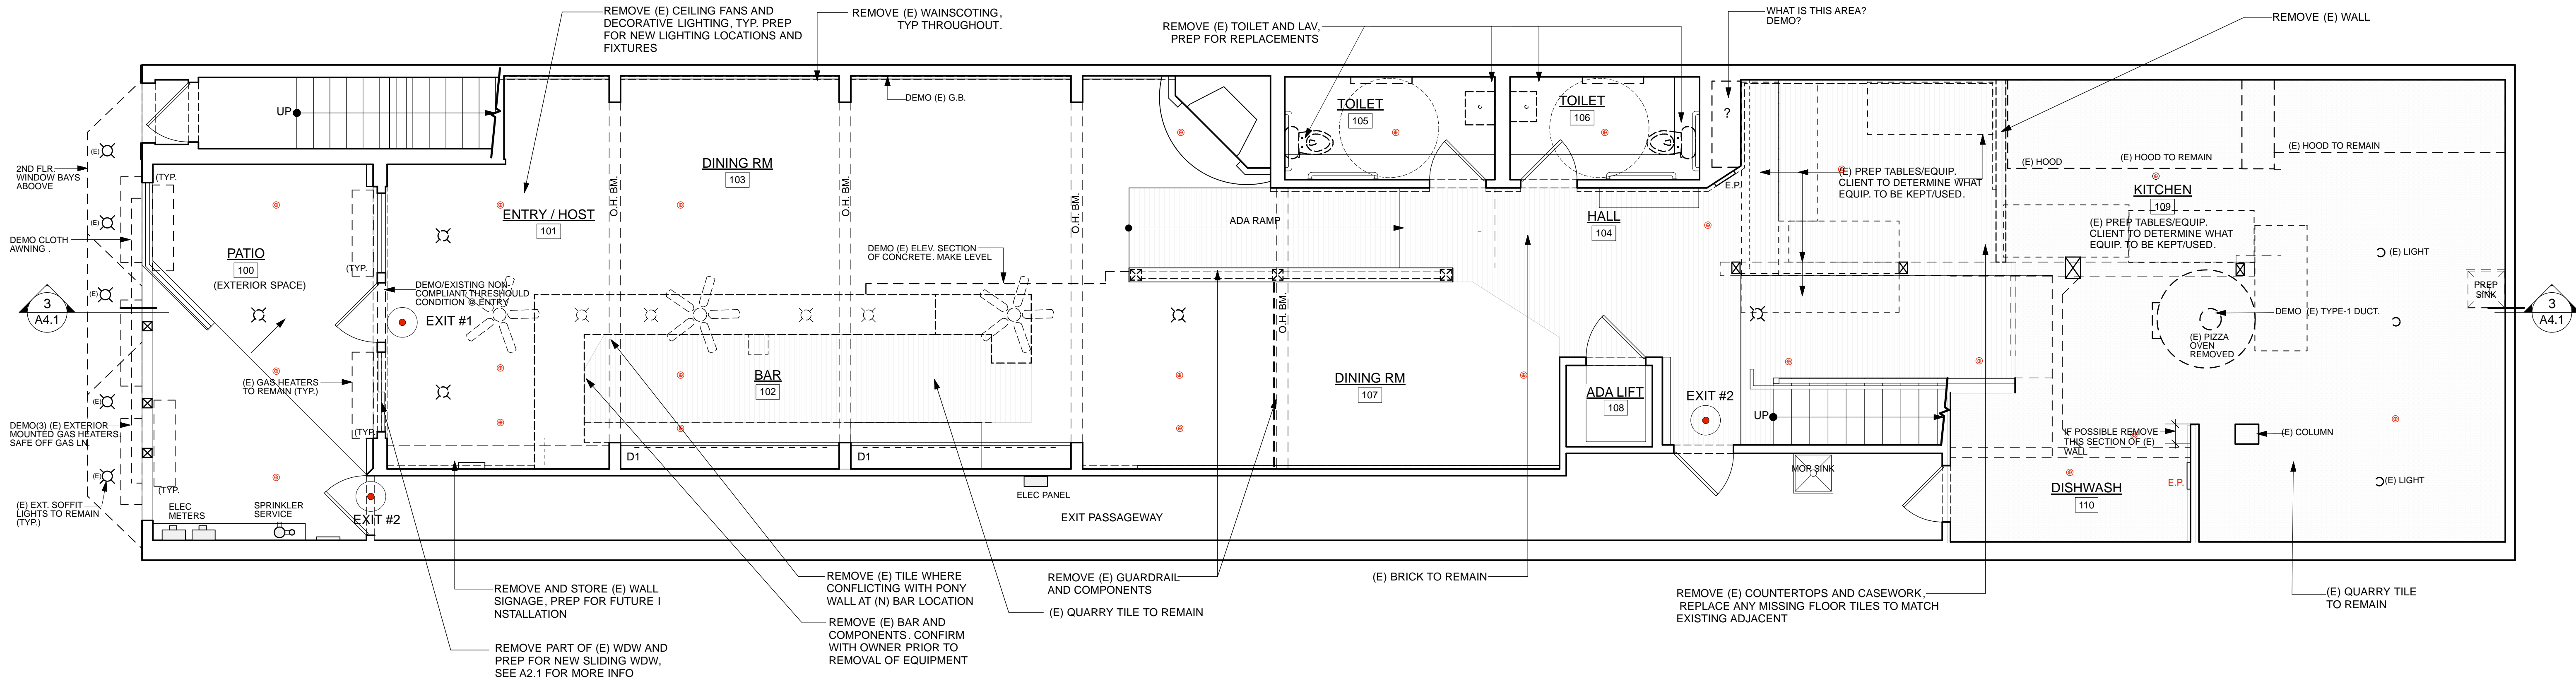 REMOVE (E) CEILING FANS AND
DECORATIVE LIGHTING, TYP. PREP
FOR NEW LIGHTING LOCATIONS AND
FIXTURES
REMOVE (E) WAINSCOTING,
TYP THROUGHOUT.
REMOVE (E) TOILET AND LAV,
PREP FOR REPLACEMENTS
WHAT IS THIS AREA?
DEMO?
REMOVE (E) WALL
UP
DEMO (E) G.B.
TOILET
105
TOILET
106
?
(E)
2ND FLR.
WINDOW BAYS
ABOOVE
(TYP.
DINING RM
103
O.H. BM.
O.H. BM.
O.H. BM.
E.P.
(E) PREP TABLES/EQUIP.
CLIENT TO DETERMINE WHAT
EQUIP. TO BE KEPT/USED.
(E) HOOD
(E) HOOD TO REMAIN
(E) HOOD TO REMAIN
KITCHEN
109
(E) PREP TABLES/EQUIP.
CLIENT TO DETERMINE WHAT
EQUIP. TO BE KEPT/USED.
(E)
DEMO CLOTH
AWNING .
PATIO
100
(EXTERIOR SPACE)
(TYP.
ENTRY / HOST
101
ADA RAMP
HALL
104
DEMO (E) ELEV. SECTION
OF CONCRETE. MAKE LEVEL
(E) LIGHT
DEMO/EXISTING NON-
COMPLIANT THRESHOULD
CONDITION @ ENTRY
PREP
SINK
3
A4.1
(E)
EXIT #1
O.H. BM.
DEMO (E) TYPE-1 DUCT.
3
A4.1
(E) PIZZA
OVEN
REMOVED
(E) GAS HEATERS
TO REMAIN (TYP.)
BAR
102
DINING RM
107
ADA LIFT
108
EXIT #2
UP
(E)
DEMO(3) (E) EXTERIOR
MOUNTED GAS HEATERS,
SAFE OFF GAS LN.
(TYP.
IF POSSIBLE REMOVE
THIS SECTION OF (E)
WALL
(E) COLUMN
D1
D1
MOP SINK
(E)
(TYP.
(E) EXT. SOFFIT
LIGHTS TO REMAIN
(TYP.)
ELEC
METERS
SPRINKLER
SERVICE
EXIT #2
ELEC PANEL
EXIT PASSAGEWAY
E.P.
DISHWASH
110
(E) LIGHT
REMOVE AND STORE (E) WALL
SIGNAGE, PREP FOR FUTURE I
NSTALLATION
REMOVE PART OF (E) WDW AND
PREP FOR NEW SLIDING WDW,
SEE A2.1 FOR MORE INFO
REMOVE (E) TILE WHERE
CONFLICTING WITH PONY
WALL AT (N) BAR LOCATION
REMOVE (E) BAR AND
COMPONENTS. CONFIRM
WITH OWNER PRIOR TO
REMOVAL OF EQUIPMENT
REMOVE (E) GUARDRAIL
AND COMPONENTS
(E) QUARRY TILE TO REMAIN
(E) BRICK TO REMAIN
REMOVE (E) COUNTERTOPS AND CASEWORK,
REPLACE ANY MISSING FLOOR TILES TO MATCH
EXISTING ADJACENT
(E) QUARRY TILE
TO REMAIN